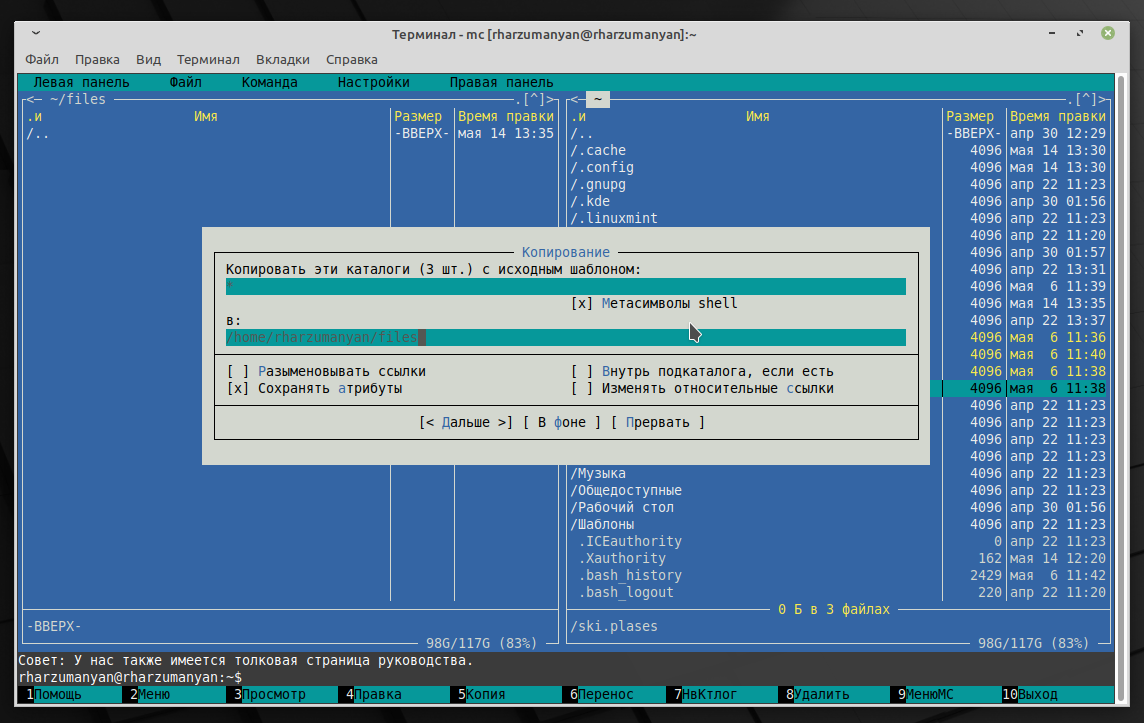 Терминал - mc [rharzumanyan@rharzumanyan]:~
Файл Правка Вид Терминал Вкладки Справка
Левая панель Файл Команда Настройки Правая панель
<─ ~/files .[^]> <─ ~ .[^]>
.и Имя Размер Время правки .и Имя Размер Время правки
/.. -ВВЕРХ- мая 14 13:35 /.. -ВВЕРХ- апр 30 12:29
/.cache 4096 мая 14 13:30
/.config 4096 мая 14 13:30
/.gnupg 4096 апр 22 11:23
/.kde 4096 апр 30 01:56
/.linuxmint 4096 апр 22 11:23
4096 апр 22 11:20
Копирование 4096 апр 30 01:57
Копировать эти каталоги (3 шт.) с исходным шаблоном: 4096 апр 22 13:31
* 4096 мая 6 11:39
[x] Метасимволы shell 4096 мая 14 13:35
в: 4096 апр 22 13:37
/home/rharzumanyan/files 4096 мая 6 11:36
4096 мая 6 11:40
[ ] Разыменовывать ссылки [ ] Внутрь подкаталога, если есть 4096 мая 6 11:38
[x] Сохранять атрибуты [ ] Изменять относительные ссылки 4096 мая 6 11:38
4096 апр 22 11:23
[< Дальше >] [ В фоне ] [ Прервать ] 4096 апр 22 11:23
4096 апр 22 11:23
4096 апр 22 11:23
/Музыка 4096 апр 22 11:23
/Общедоступные 4096 апр 22 11:23
/Рабочий стол 4096 апр 30 01:56
/Шаблоны 4096 апр 22 11:23
.ICEauthority 0 апр 22 11:23
.Xauthority 162 мая 14 12:20
.bash_history 2429 мая 6 11:42
.bash_logout 220 апр 22 11:20
0 Б в 3 файлах
-ВВЕРХ- /ski.plases
98G/117G (83%) 98G/117G (83%)
Совет: У нас также имеется толковая страница руководства.
rharzumanyan@rharzumanyan:~$
1Помощь 2Меню 3Просмотр 4Правка 5Копия 6Перенос 7НвКтлог 8Удалить 9МенюМС 10Выход